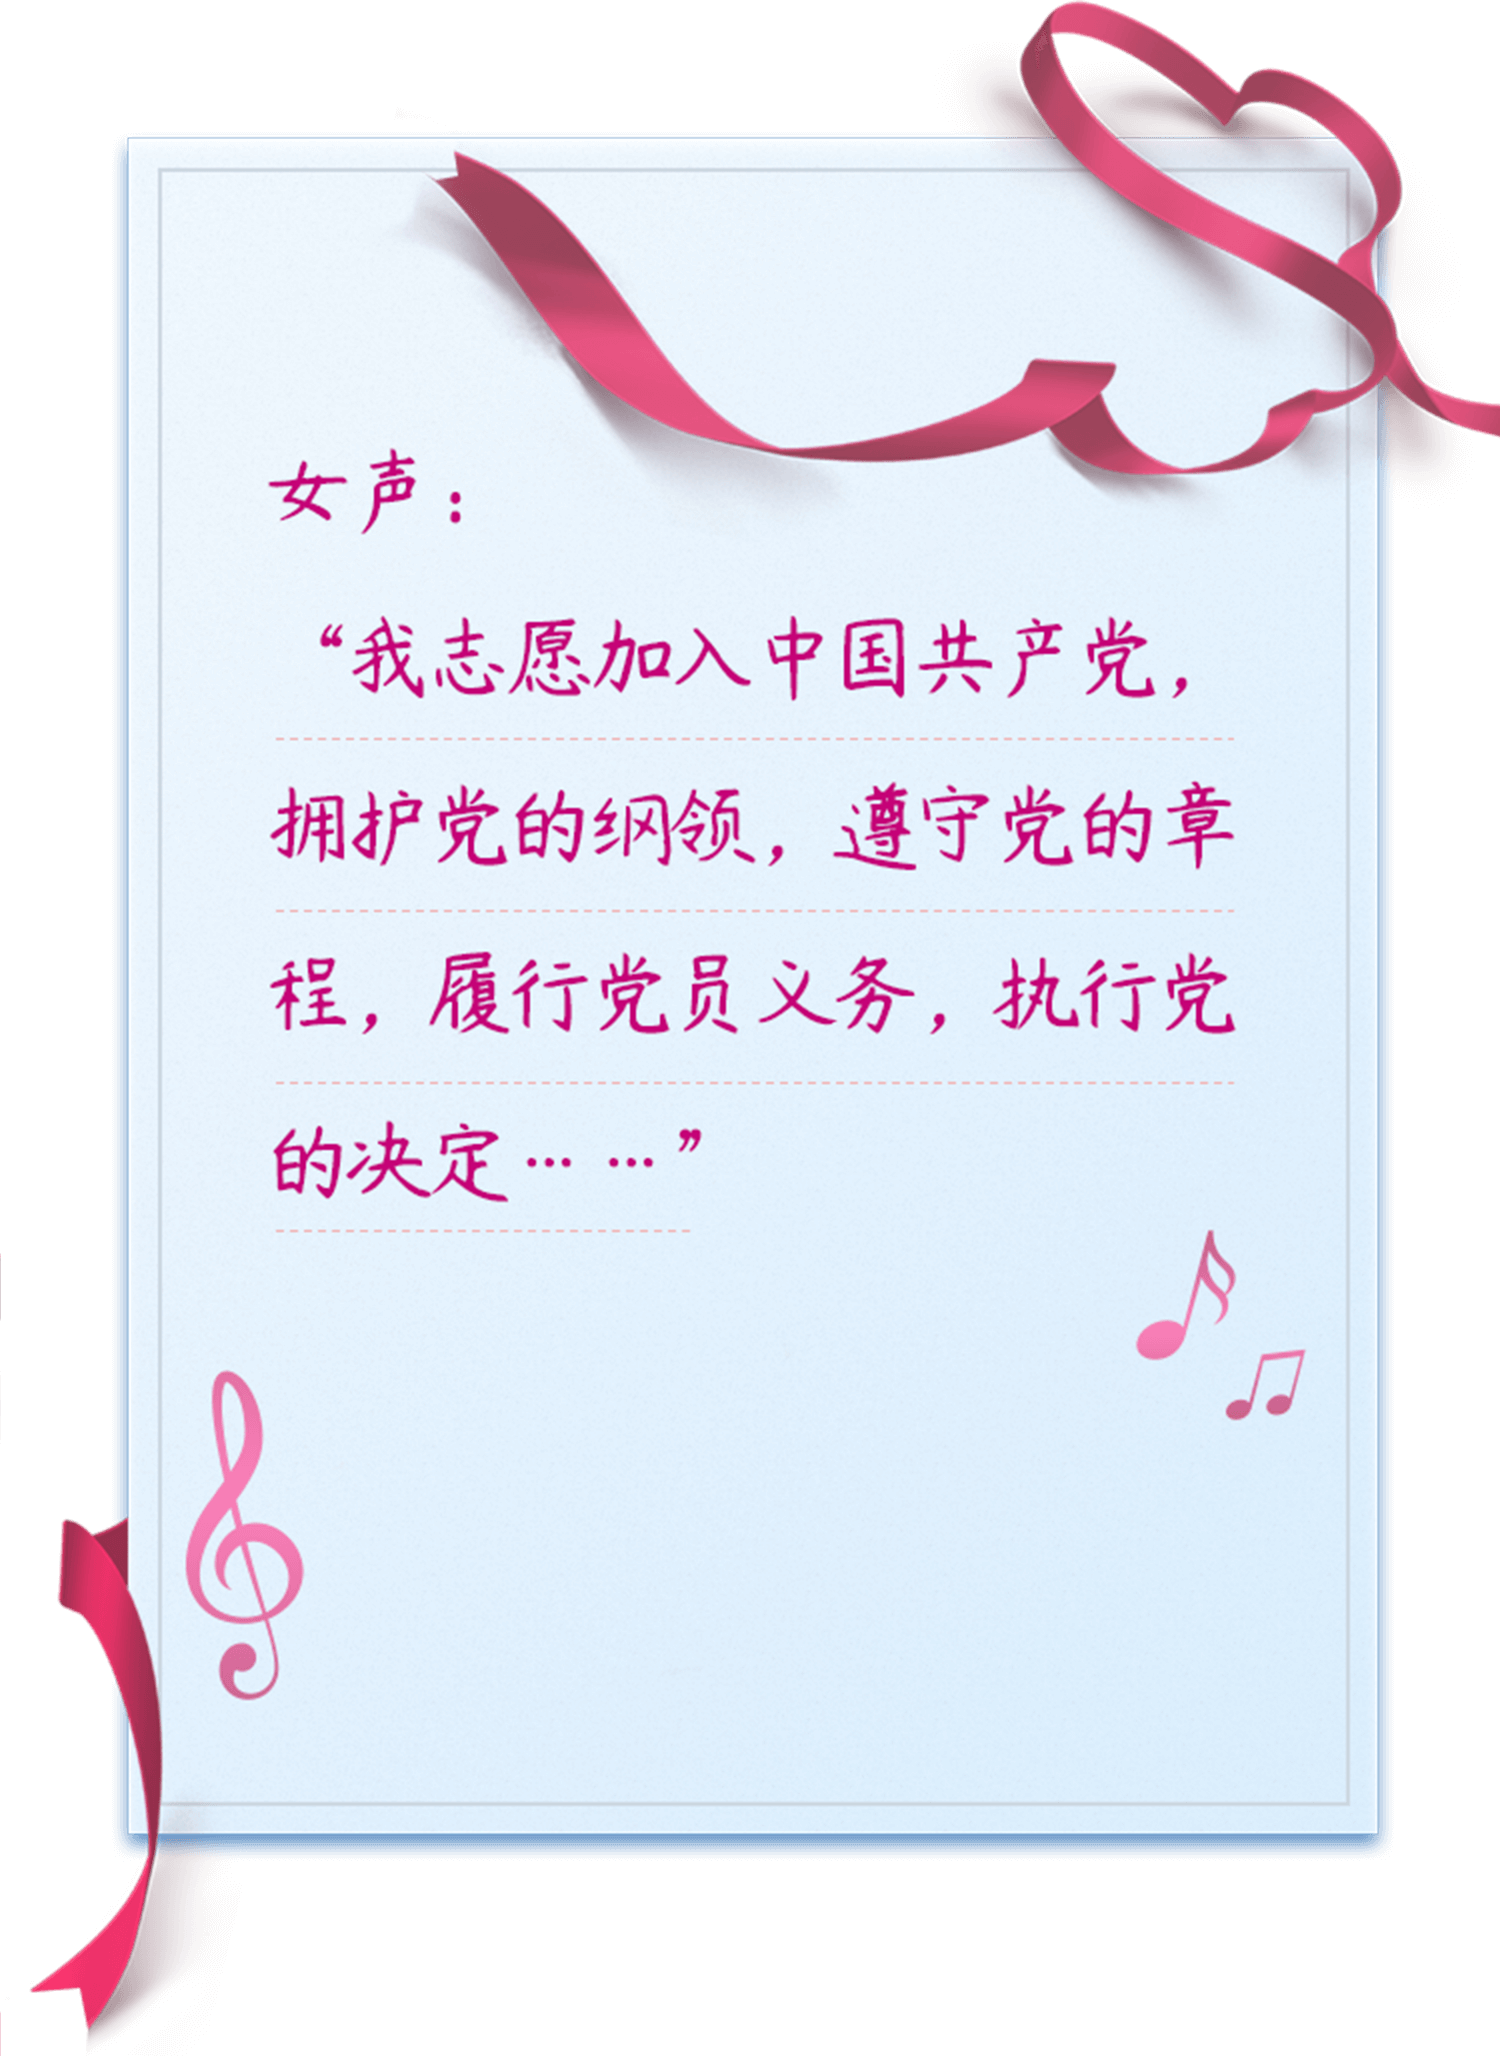 女声：
“我志愿加入中国共产党，
拥护党的纲领，遵守党的章
程，履行党员义务，执行党
的决定……”